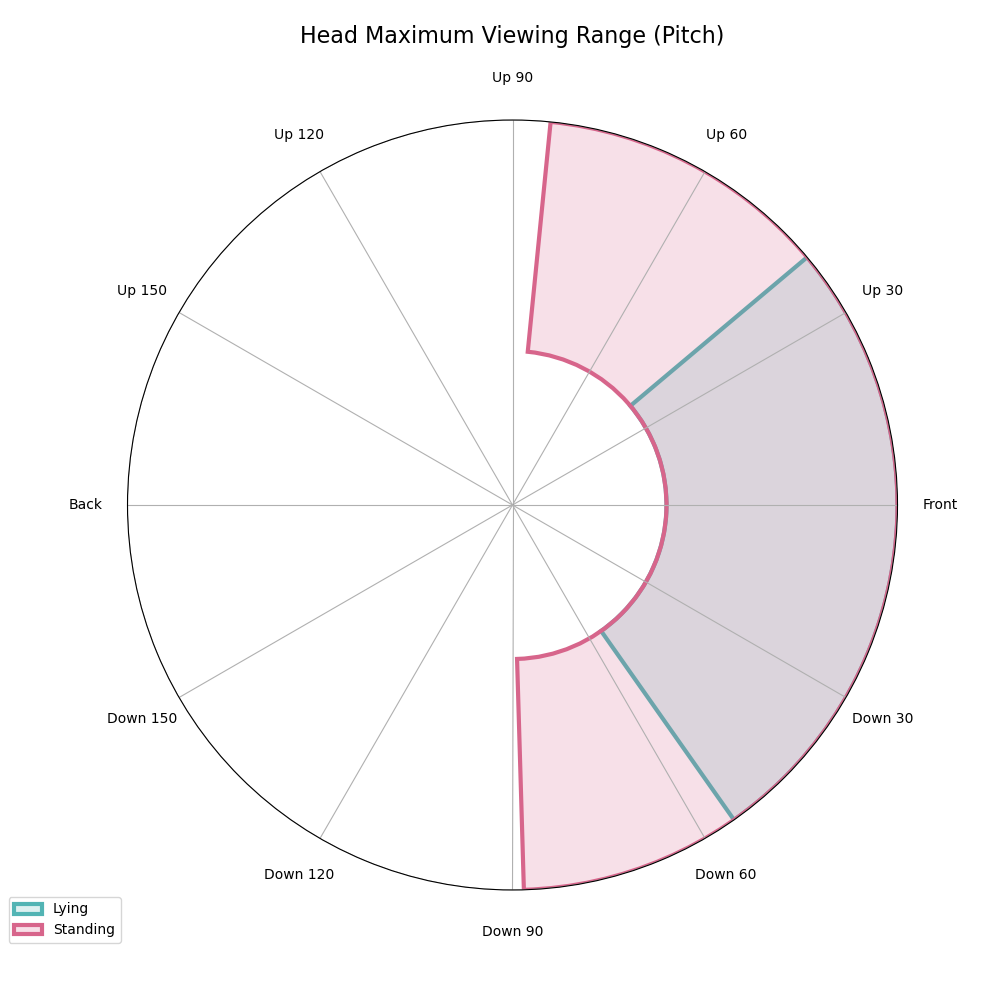 Head Maximum Viewing Range (Pitch)
Up 90
Up 120
Up 60
Up 150
Up 30
Back
Front
Down 150
Down 30
Down 120
Down 60
Down 90
Lying
Standing